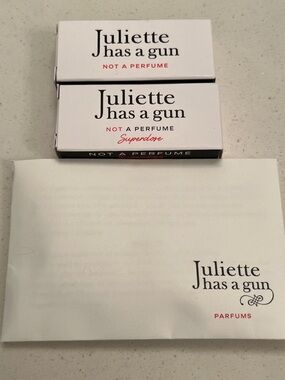 Juliette
has a gun
NOT A PERFUME
Juliette
has a gun
NOT A PERFUME
Superdose
NOT A PERFUME
Juliette
has a gun
PARFUMS